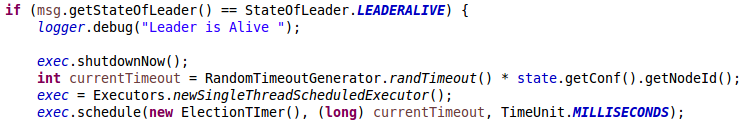 if (msg.getStateOfLeader() == StateOfLeader.LEADERALIVE) {
logger.debug("Leader is Alive ");
exec.shutdownNow();
int currentTimeout = RandomTimeoutGenerator.randTimeout() * state.getConf().getNodeId();
exec = Executors.newSingleThreadScheduledExecutor();
exec.schedule(new ElectionTImer(), (long) currentTimeout, TimeUnit.MILLISECONDS);